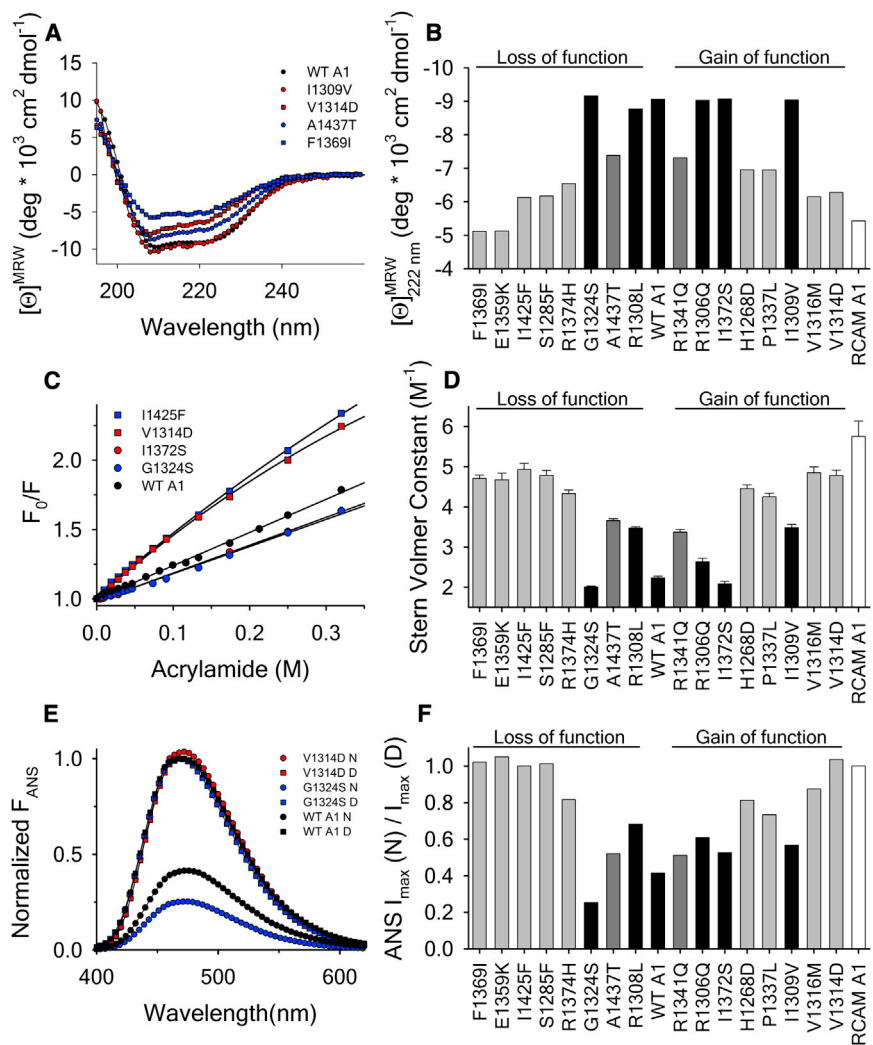 A
[Θ]MRW (deg * 10³ cm² dmol⁻¹)
15
10
5
0
-5
-10
WT A1
I1309V
V1314D
A1437T
F1369I
200
220
240
Wavelength (nm)
B
Loss of function
Gain of function
[Θ]MRW 222 nm (deg * 10³ cm² dmol⁻¹)
-10
-9
-8
-7
-6
-5
-4
F1369I
E1359K
I1425F
S1285F
R1374H
G1324S
A1437T
R1308L
WT A1
R1341Q
R1306Q
I1372S
H1268D
P1337L
I1309V
V1316M
V1314D
RCAM A1
C
F₀/F
2.0
1.5
1.0
I1425F
V1314D
I1372S
G1324S
WT A1
0.0
0.1
0.2
0.3
Acrylamide (M)
D
Loss of function
Gain of function
Stern Volmer Constant (M⁻¹)
6
5
4
3
2
F1369I
E1359K
I1425F
S1285F
R1374H
G1324S
A1437T
R1308L
WT A1
R1341Q
R1306Q
I1372S
H1268D
P1337L
I1309V
V1316M
V1314D
RCAM A1
E
Normalized F ANS
1.0
0.5
0.0
V1314D N
V1314D D
G1324S N
G1324S D
WT A1 N
WT A1 D
400
500
600
Wavelength(nm)
F
Loss of function
Gain of function
ANS Imax (N) / Imax (D)
1.0
0.8
0.6
0.4
0.2
0.0
F1369I
E1359K
I1425F
S1285F
R1374H
G1324S
A1437T
R1308L
WT A1
R1341Q
R1306Q
I1372S
H1268D
P1337L
I1309V
V1316M
V1314D
RCAM A1